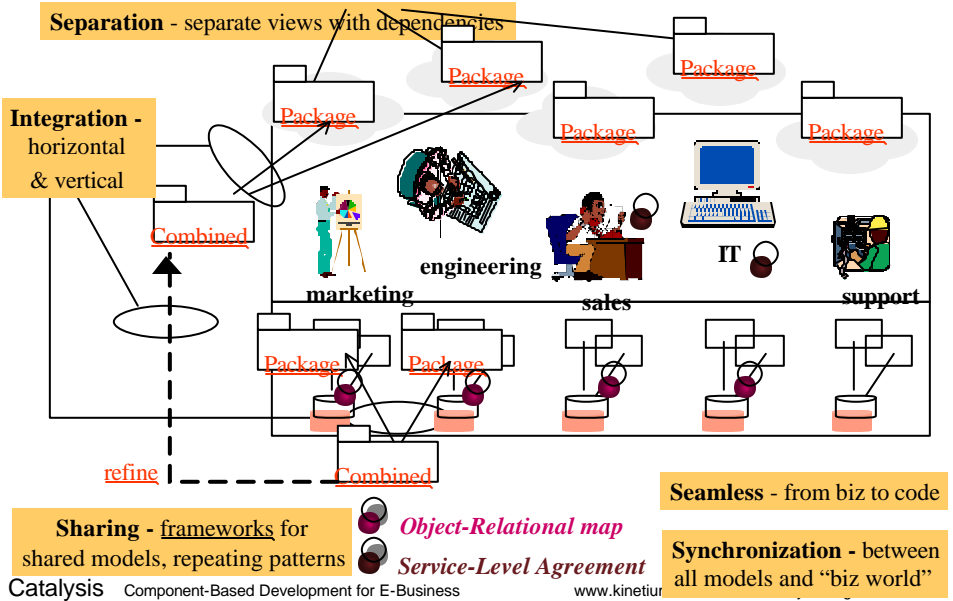 Separation - separate views with dependencies
Package
Package
Package
Package
Package
Integration -
horizontal
& vertical
Combined
engineering
IT
marketing
sales
support
Package
Package
Combined
refine
Seamless - from biz to code
Sharing - frameworks for
shared models, repeating patterns
Object-Relational map
Service-Level Agreement
Synchronization - between
all models and “biz world”
Catalysis Component-Based Development for E-Business